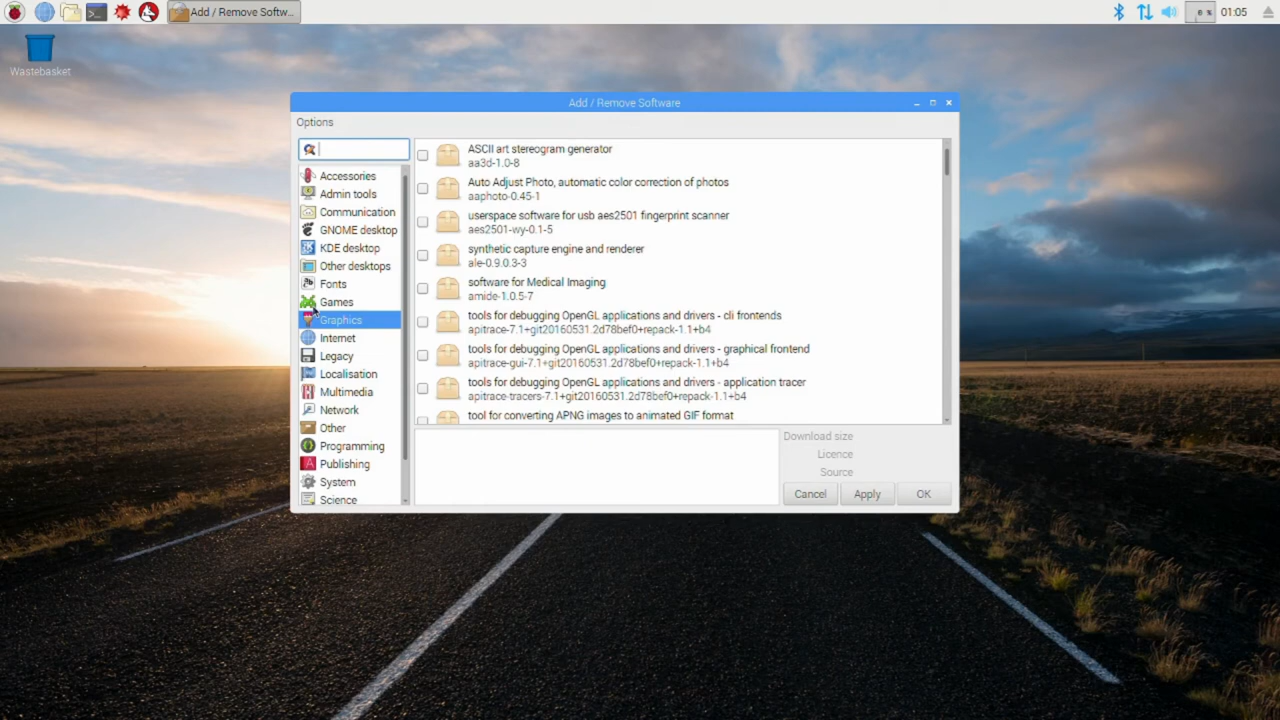 Add / Remove Softw...
0 %
01:05
Wastebasket
Add / Remove Software
Options
Accessories
Admin tools
Communication
GNOME desktop
KDE desktop
Other desktops
Fonts
Games
Graphics
Internet
Legacy
Localisation
Multimedia
Network
Other
Programming
Publishing
System
Science
ASCII art stereogram generator
aa3d-1.0-8
Auto Adjust Photo, automatic color correction of photos
aaphoto-0.45-1
userspace software for usb aes2501 fingerprint scanner
aes2501-wy-0.1-5
synthetic capture engine and renderer
ale-0.9.0.3-3
software for Medical Imaging
amide-1.0.5-7
tools for debugging OpenGL applications and drivers - cli frontends
apitrace-7.1+git20160531.2d78bef0+repack-1.1+b4
tools for debugging OpenGL applications and drivers - graphical frontend
apitrace-gui-7.1+git20160531.2d78bef0+repack-1.1+b4
tools for debugging OpenGL applications and drivers - application tracer
apitrace-tracers-7.1+git20160531.2d78bef0+repack-1.1+b4
tool for converting APNG images to animated GIF format
Download size
Licence
Source
Cancel
Apply
OK